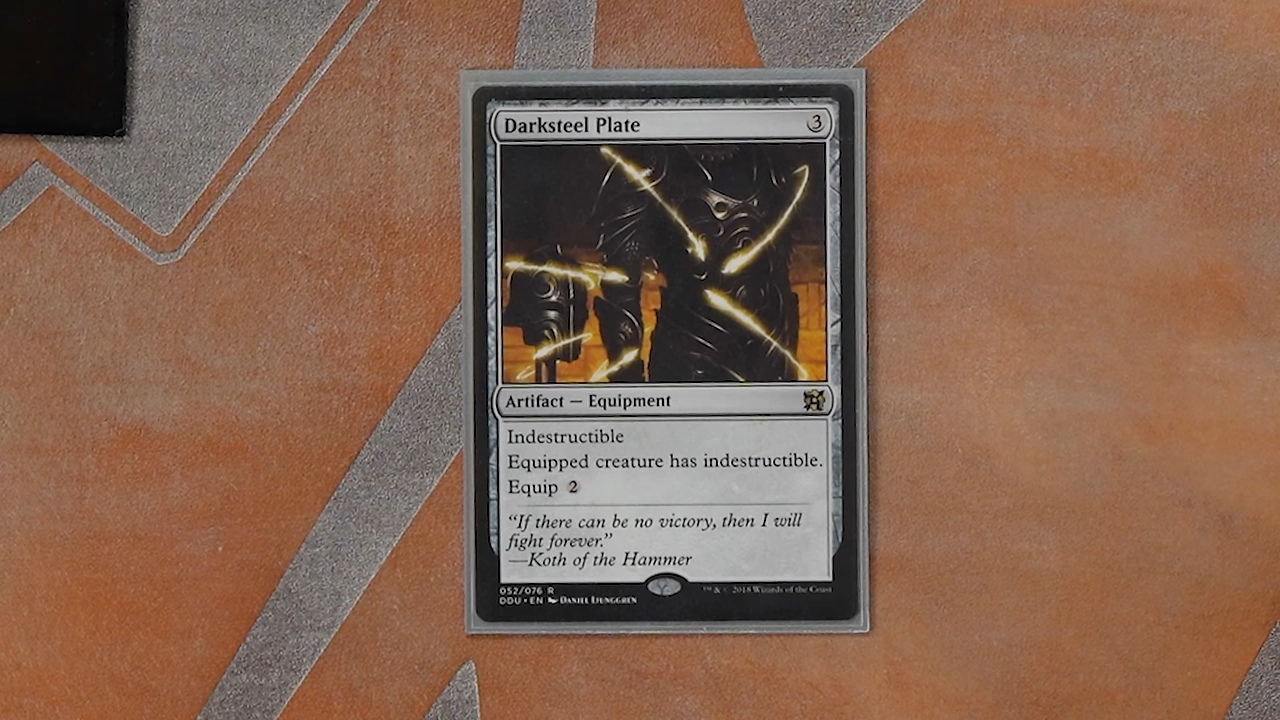 Darksteel Plate 3
Artifact — Equipment
Indestructible
Equipped creature has indestructible.
Equip 2
“If there can be no victory, then I will
fight forever.”
—Koth of the Hammer
052/076 R
DDU • EN Daniel Ljunggren
™ & © 2018 Wizards of the Coast